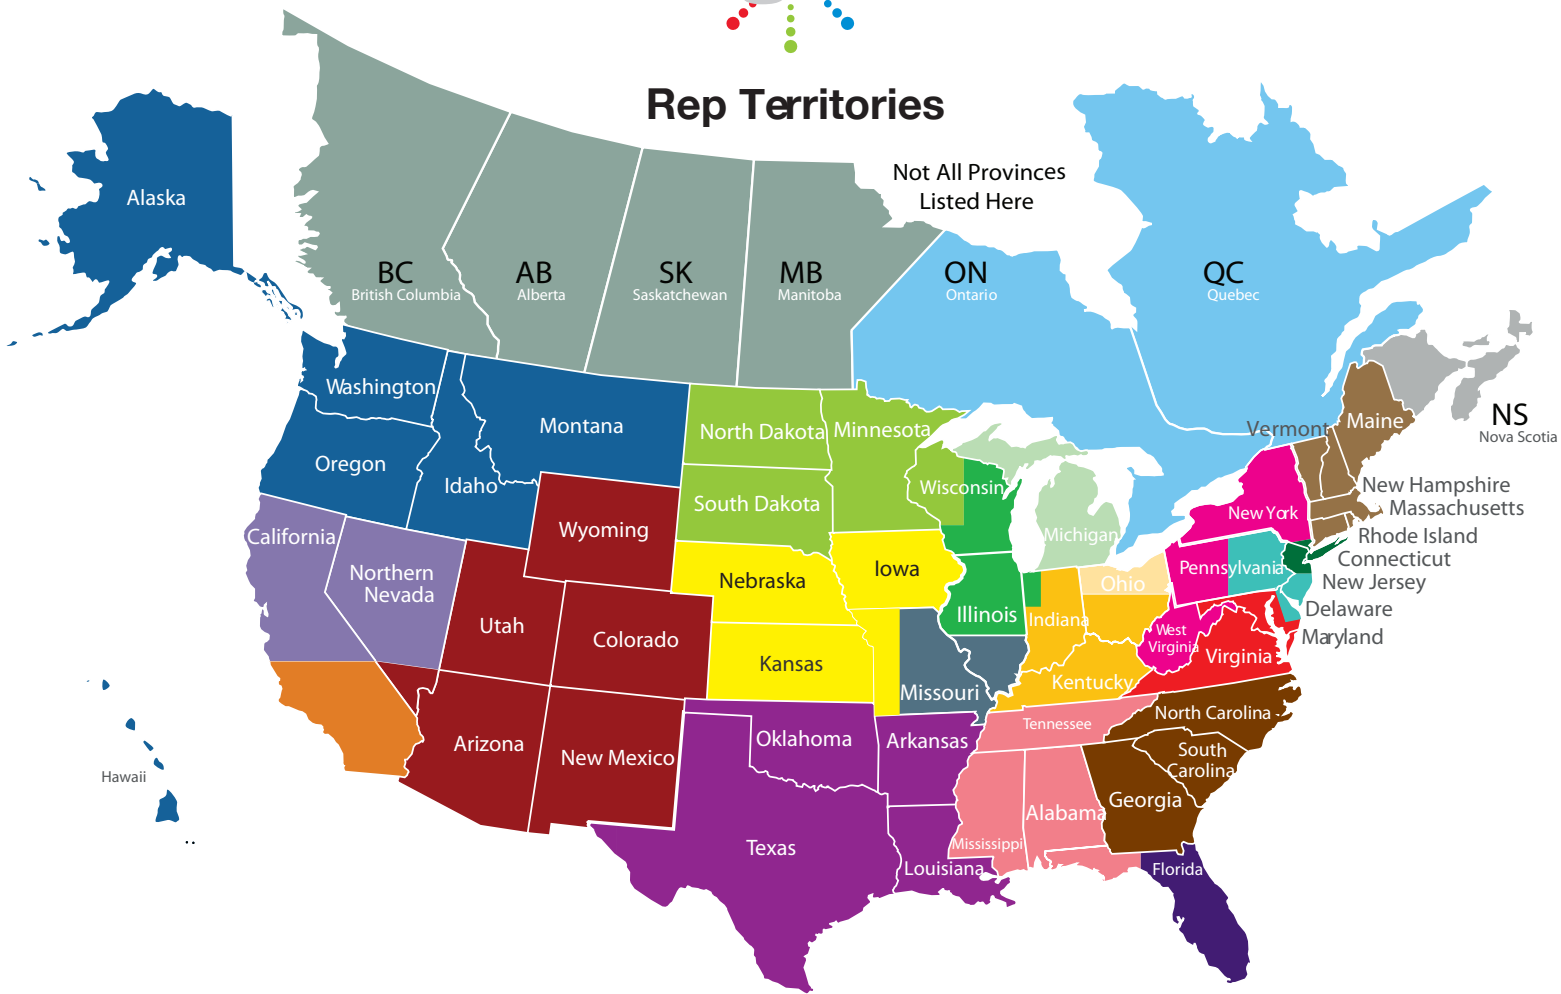 Rep Territories
Not All Provinces
Listed Here
Alaska
BC
British Columbia
AB
Alberta
SK
Saskatchewan
MB
Manitoba
ON
Ontario
QC
Quebec
NS
Nova Scotia
Washington
Montana
Oregon
Idaho
North Dakota
Minnesota
South Dakota
Wisconsin
Michigan
Vermont
Maine
New Hampshire
Massachusetts
New York
Rhode Island
Connecticut
New Jersey
Delaware
Maryland
Pennsylvania
California
Northern
Nevada
Wyoming
Utah
Colorado
Nebraska
Iowa
Kansas
Illinois
Indiana
Ohio
West
Virginia
Virginia
Missouri
Kentucky
Arizona
New Mexico
Oklahoma
Arkansas
Tennessee
North Carolina
South
Carolina
Georgia
Alabama
Mississippi
Louisiana
Texas
Florida
Hawaii